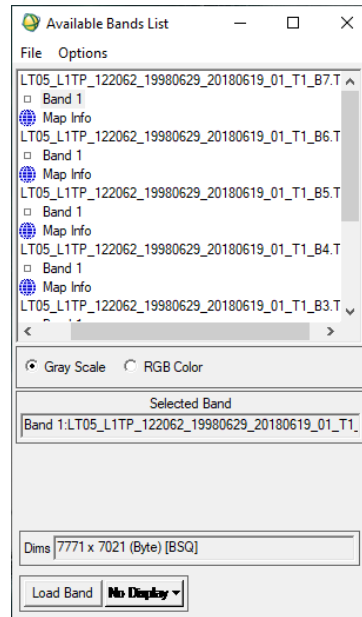 Available Bands List
File Options
LT05_L1TP_122062_19980629_20180619_01_T1_B7.T
Band 1
Map Info
LT05_L1TP_122062_19980629_20180619_01_T1_B6.T
Band 1
Map Info
LT05_L1TP_122062_19980629_20180619_01_T1_B5.T
Band 1
Map Info
LT05_L1TP_122062_19980629_20180619_01_T1_B4.T
Band 1
Map Info
LT05_L1TP_122062_19980629_20180619_01_T1_B3.T
Gray Scale RGB Color
Selected Band
Band 1:LT05_L1TP_122062_19980629_20180619_01_T1_
Dims 7771 x 7021 (Byte) [BSQ]
Load Band No Display